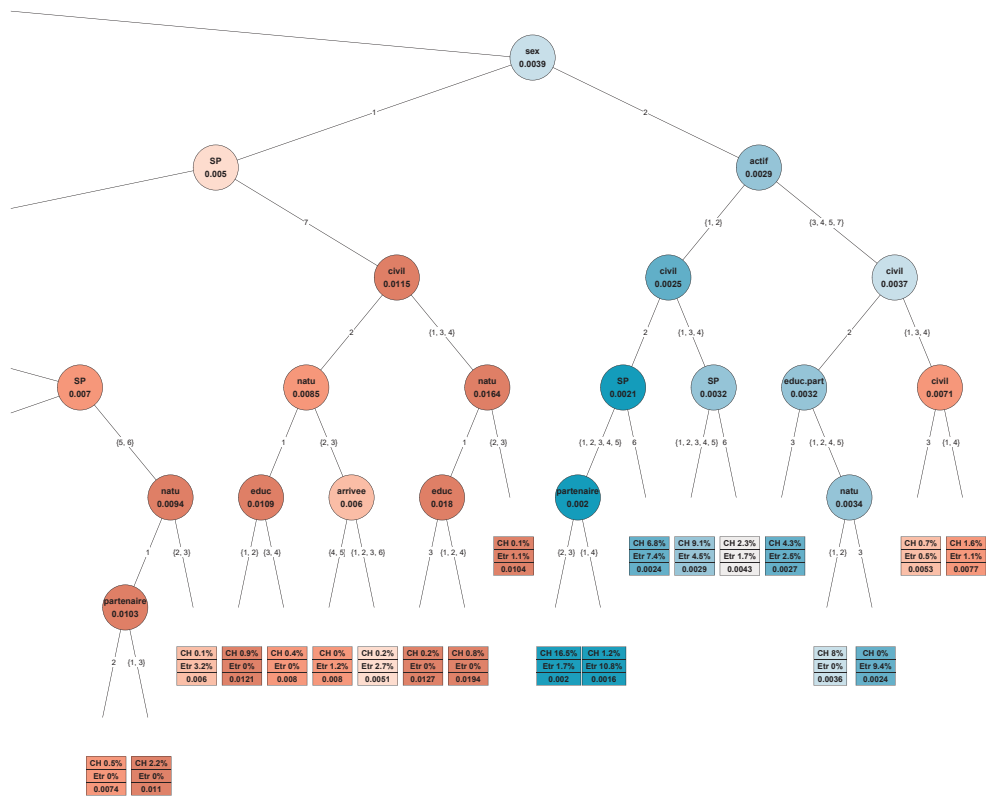 sex
0.0039
1
2
SP
0.005
actif
0.0029
7
{1, 2}
{3, 4, 5, 7}
civil
0.0115
civil
0.0025
civil
0.0037
2
{1, 3, 4}
2
{1, 3, 4}
2
{1, 3, 4}
SP
0.007
natu
0.0085
natu
0.0164
SP
0.0021
SP
0.0032
educ.part
0.0032
civil
0.0071
{5, 6}
1
{2, 3}
1
{2, 3}
{1, 2, 3, 4, 5}
6
{1, 2, 3, 4, 5}
6
3
{1, 2, 4, 5}
3
{1, 4}
natu
0.0094
educ
0.0109
arrivee
0.006
educ
0.018
partenaire
0.002
natu
0.0034
CH 0.1%
Etr 1.1%
0.0104
CH 6.8%
Etr 7.4%
0.0024
CH 9.1%
Etr 4.5%
0.0029
CH 2.3%
Etr 1.7%
0.0043
CH 4.3%
Etr 2.5%
0.0027
CH 0.7%
Etr 0.5%
0.0053
CH 1.6%
Etr 1.1%
0.0077
1
{2, 3}
{1, 2}
{3, 4}
{4, 5}
{1, 2, 3, 6}
3
{1, 2, 4}
{2, 3}
{1, 4}
{1, 2}
3
partenaire
0.0103
CH 0.1%
Etr 3.2%
0.006
CH 0.9%
Etr 0%
0.0121
CH 0.4%
Etr 0%
0.008
CH 0%
Etr 1.2%
0.008
CH 0.2%
Etr 2.7%
0.0051
CH 0.2%
Etr 0%
0.0127
CH 0.8%
Etr 0%
0.0194
CH 16.5%
Etr 1.7%
0.002
CH 1.2%
Etr 10.8%
0.0016
CH 8%
Etr 0%
0.0036
CH 0%
Etr 9.4%
0.0024
2
{1, 3}
CH 0.5%
Etr 0%
0.0074
CH 2.2%
Etr 0%
0.011